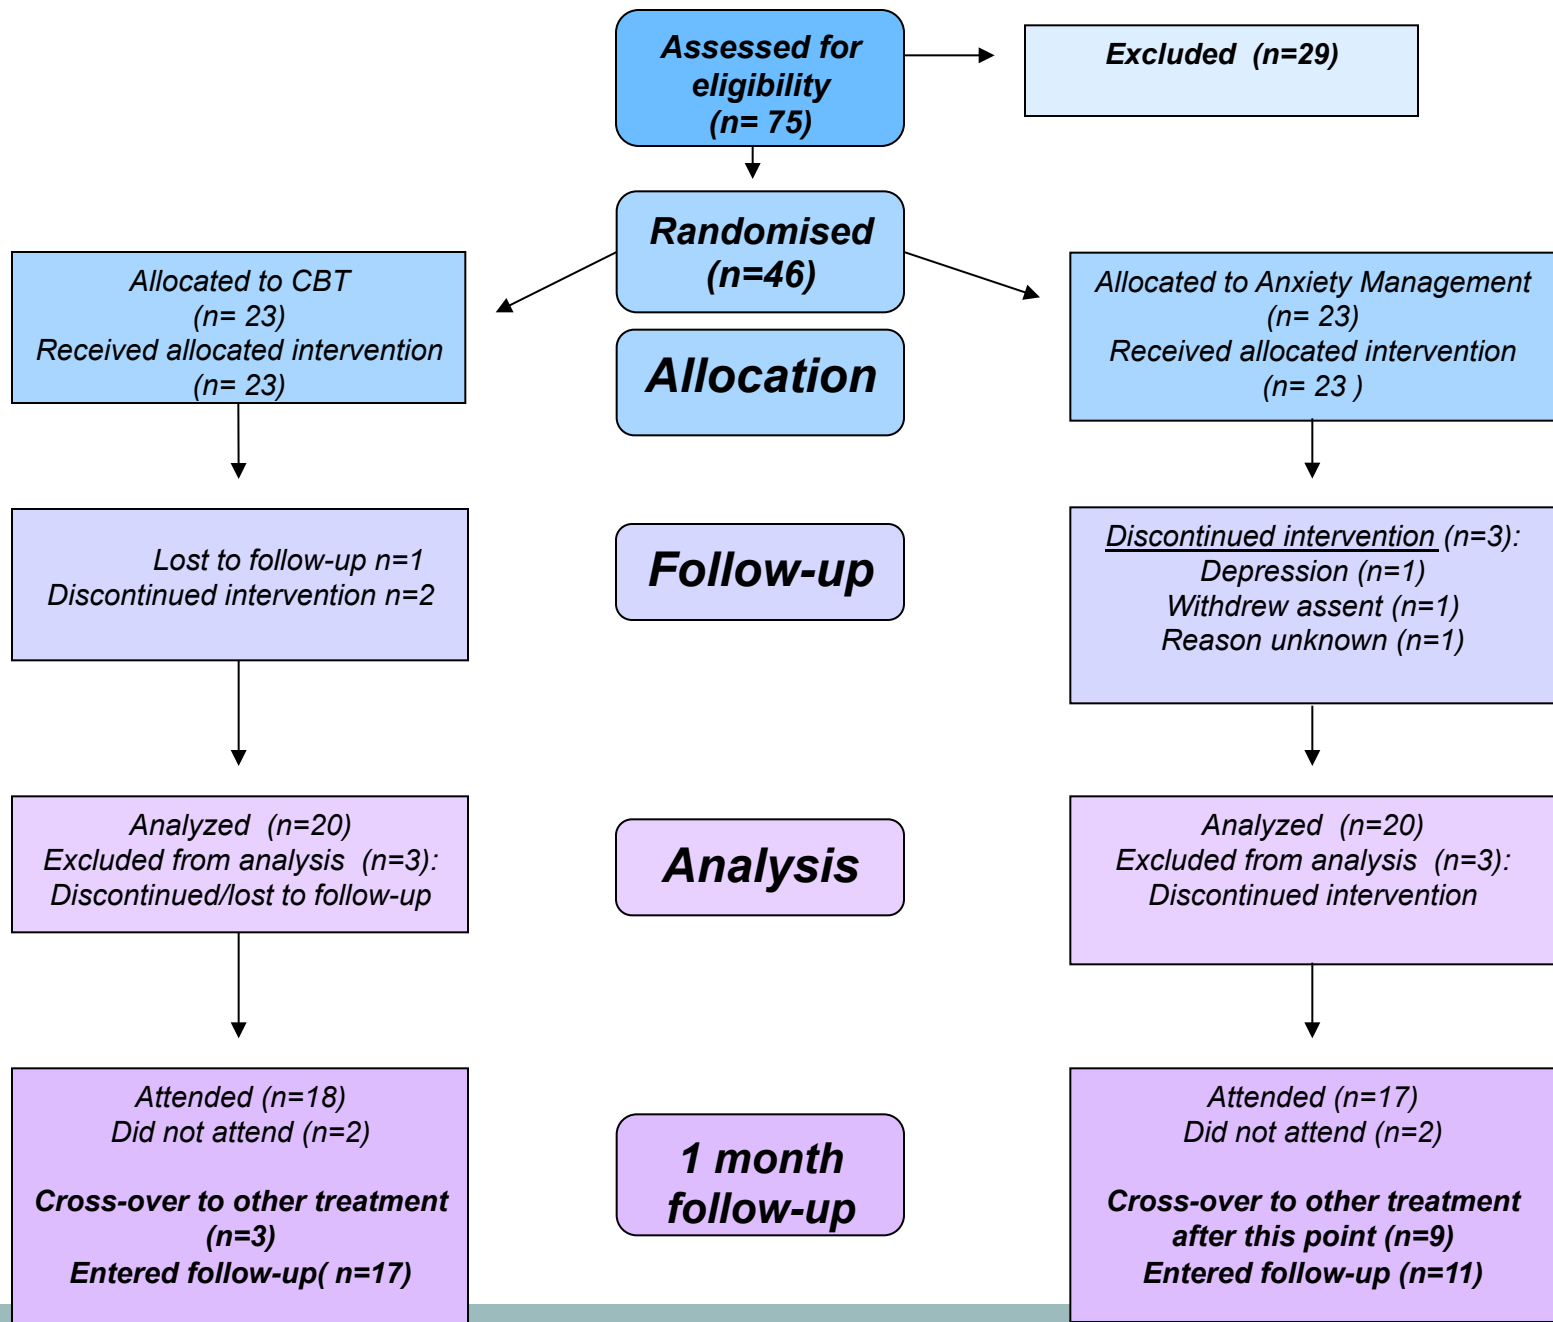 Assessed for
eligibility
(n= 75)
Excluded (n=29)
Randomised
(n=46)
Allocated to CBT
(n= 23)
Received allocated intervention
(n= 23)
Allocation
Allocated to Anxiety Management
(n= 23)
Received allocated intervention
(n= 23 )
Lost to follow-up n=1
Discontinued intervention n=2
Follow-up
Discontinued intervention (n=3):
Depression (n=1)
Withdrew assent (n=1)
Reason unknown (n=1)
Analyzed (n=20)
Excluded from analysis (n=3):
Discontinued/lost to follow-up
Analysis
Analyzed (n=20)
Excluded from analysis (n=3):
Discontinued intervention
Attended (n=18)
Did not attend (n=2)
Cross-over to other treatment
(n=3)
Entered follow-up( n=17)
1 month
follow-up
Attended (n=17)
Did not attend (n=2)
Cross-over to other treatment
after this point (n=9)
Entered follow-up (n=11)